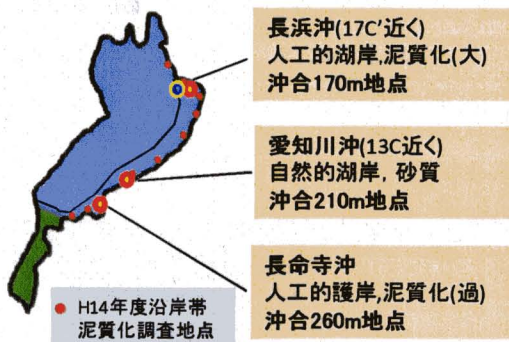 長浜沖(17C'近く)
人工的湖岸,泥質化(大)
沖合170m地点
愛知川沖(13C近く)
自然的湖岸, 砂質
沖合210m地点
長命寺沖
人工的護岸,泥質化(過)
沖合260m地点
H14年度沿岸帯
泥質化調査地点